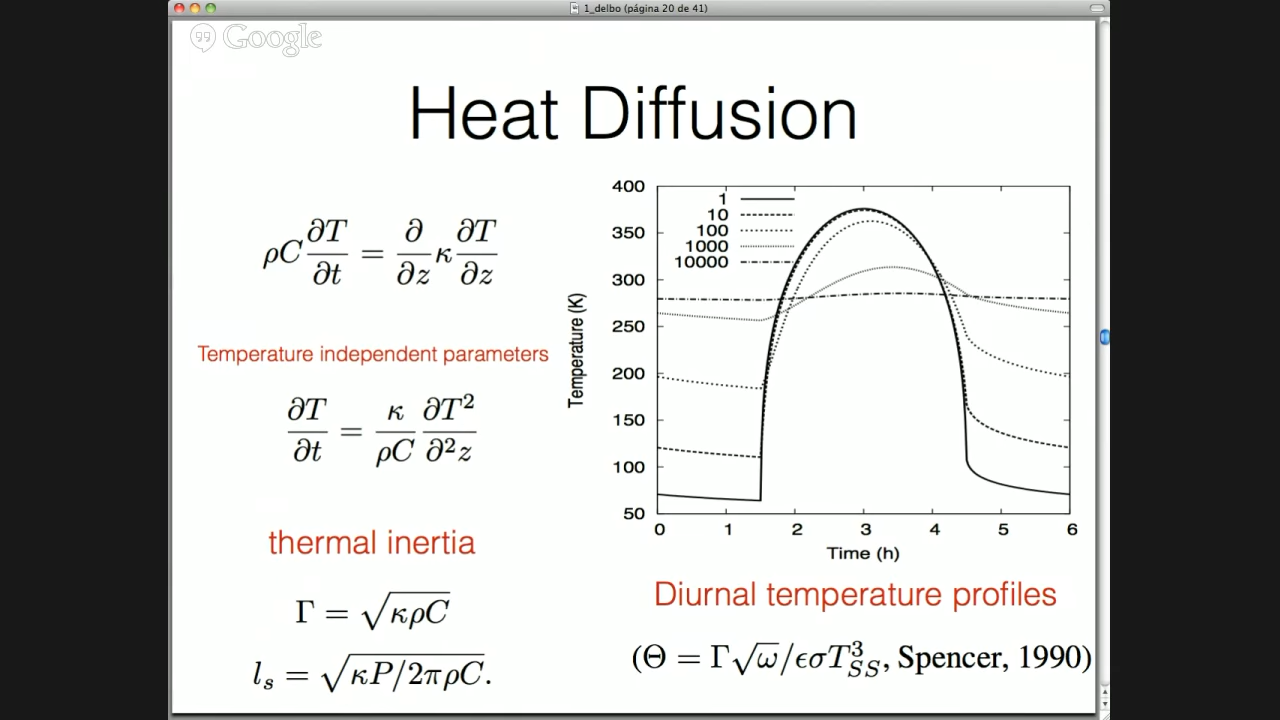 1_delbo (página 20 de 41)
Google
Heat Diffusion
ρC ∂T/∂t = ∂/∂z κ ∂T/∂z
Temperature independent parameters
∂T/∂t = κ/ρC ∂T²/∂²z
thermal inertia
Γ = √κρC
lₛ = √κP/2πρC.
400
350
300
250
200
150
100
50
Temperature (K)
1
10
100
1000
10000
0 1 2 3 4 5 6
Time (h)
Diurnal temperature profiles
(Θ = Γ√ω/ϵσT³SS, Spencer, 1990)